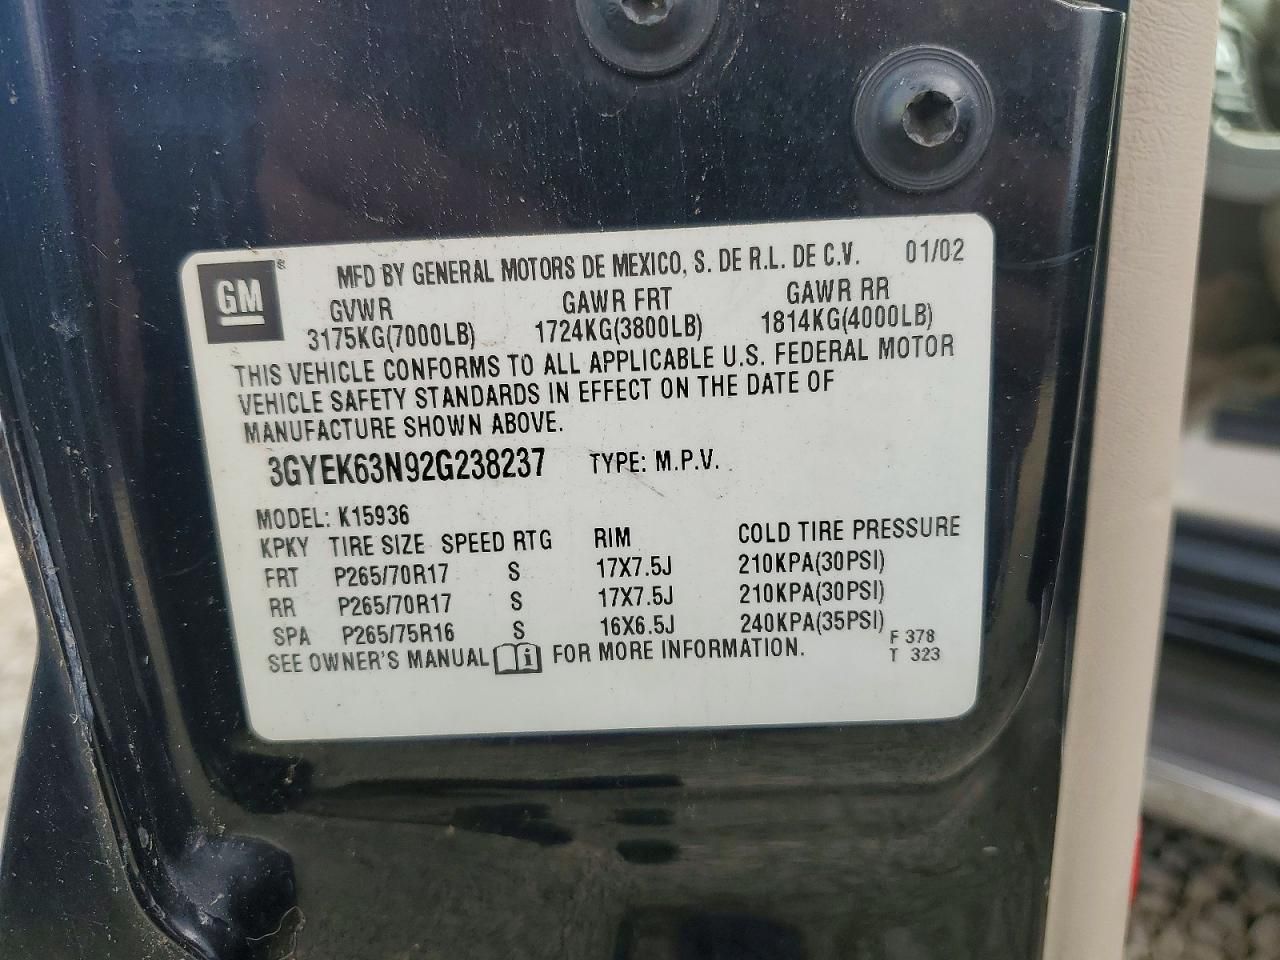 GM®
MFD BY GENERAL MOTORS DE MEXICO, S. DE R.L. DE C.V. 01/02
GVWR GAWR FRT GAWR RR
3175KG(7000LB) 1724KG(3800LB) 1814KG(4000LB)
THIS VEHICLE CONFORMS TO ALL APPLICABLE U.S. FEDERAL MOTOR
VEHICLE SAFETY STANDARDS IN EFFECT ON THE DATE OF
MANUFACTURE SHOWN ABOVE.
3GYEK63N92G238237 TYPE: M.P.V.
MODEL: K15936
KPKY TIRE SIZE SPEED RTG RIM COLD TIRE PRESSURE
FRT P265/70R17 S 17X7.5J 210KPA(30PSI)
RR P265/70R17 S 17X7.5J 210KPA(30PSI)
SPA P265/75R16 S 16X6.5J 240KPA(35PSI)
SEE OWNER'S MANUAL i FOR MORE INFORMATION.
F 378
T 323